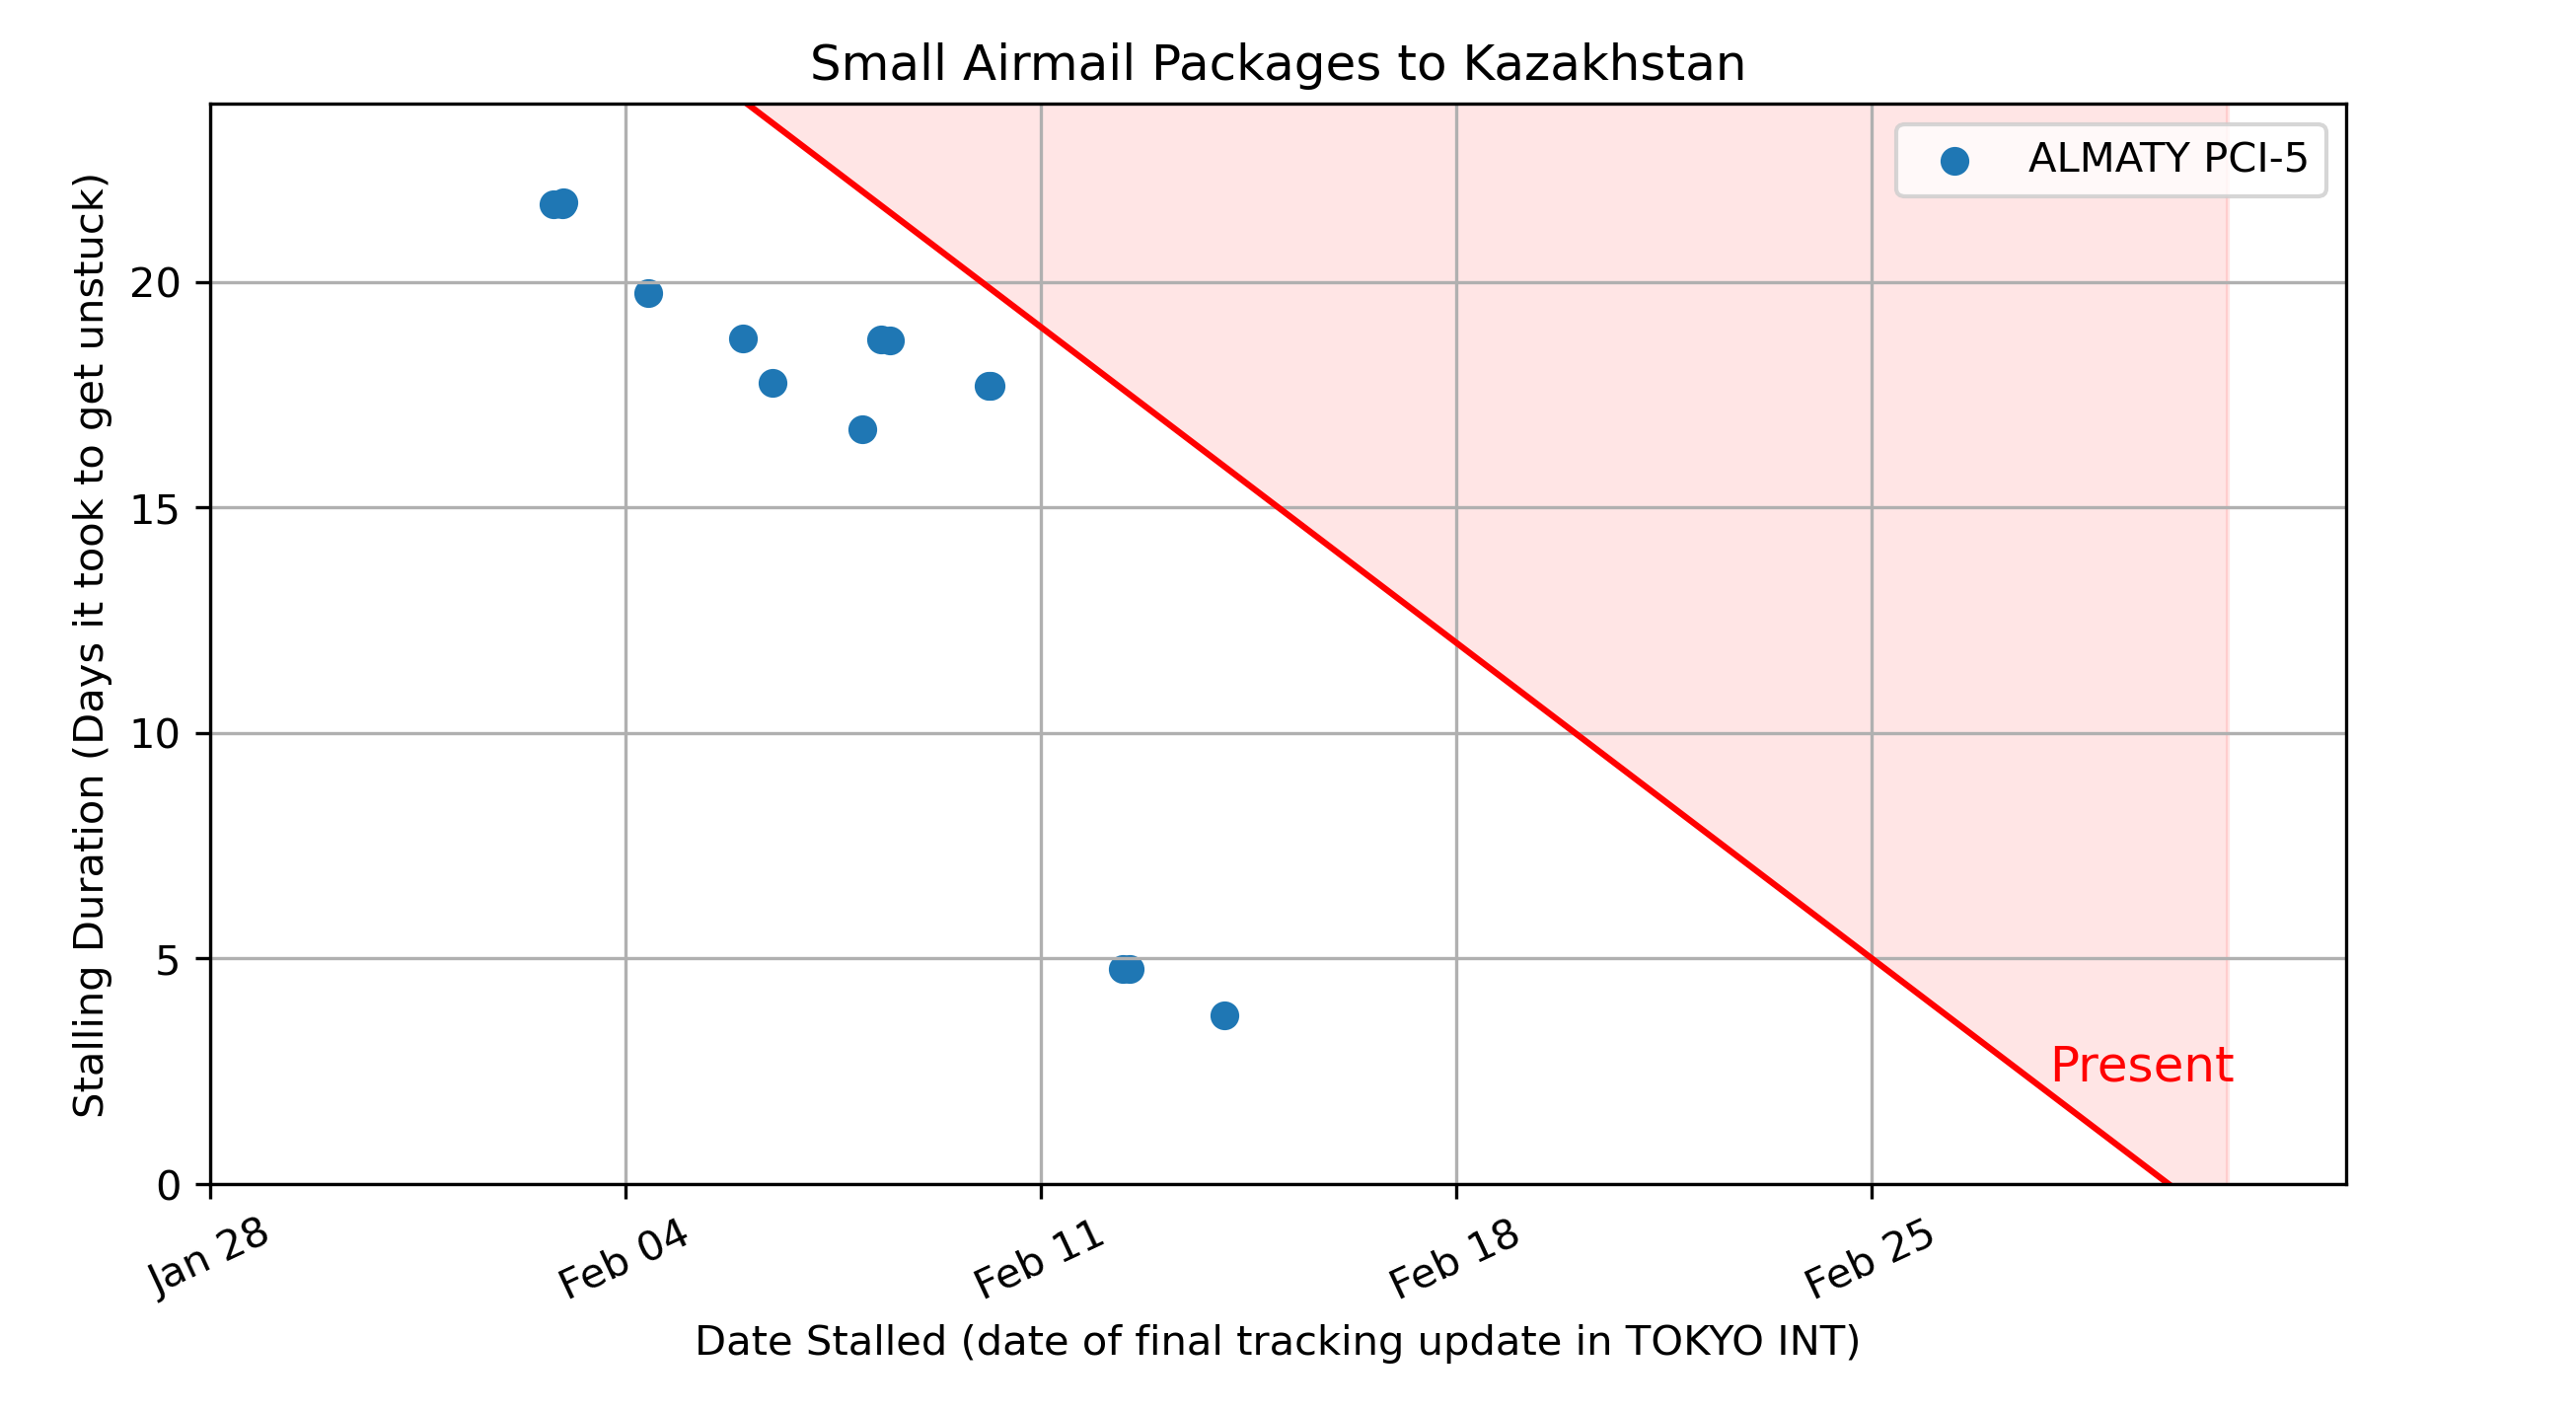 Small Airmail Packages to Kazakhstan
ALMATY PCI-5
Stalling Duration (Days it took to get unstuck)
20
15
10
5
0
Present
Jan 28
Feb 04
Feb 11
Feb 18
Feb 25
Date Stalled (date of final tracking update in TOKYO INT)